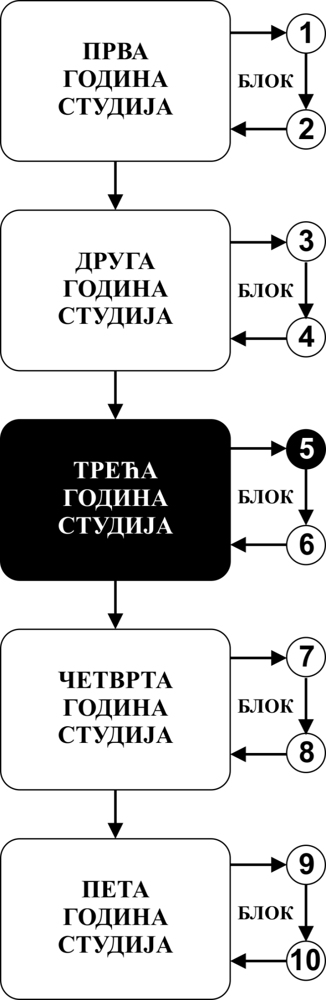 ПРВА
ГОДИНА
СТУДИЈА
1
БЛОК
2
ДРУГА
ГОДИНА
СТУДИЈА
3
БЛОК
4
ТРЕЋА
ГОДИНА
СТУДИЈА
5
БЛОК
6
ЧЕТВРТА
ГОДИНА
СТУДИЈА
7
БЛОК
8
ПЕТА
ГОДИНА
СТУДИЈА
9
БЛОК
10